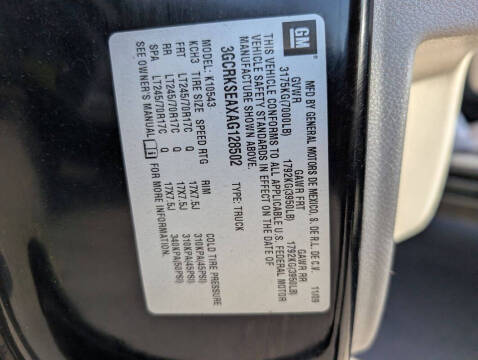 GM
MFD BY GENERAL MOTORS DE MEXICO, S. DE R.L. DE C.V. 11/09
GVWR GAWR FRT GAWR RR
3175KG(7000LB) 1792KG(3950LB) 1792KG(3950LB)
THIS VEHICLE CONFORMS TO ALL APPLICABLE U.S. FEDERAL MOTOR
VEHICLE SAFETY STANDARDS IN EFFECT ON THE DATE OF
MANUFACTURE SHOWN ABOVE.
3GCRKSEAXAG128502 TYPE: TRUCK
MODEL: K10543
KCH3 TIRE SIZE SPEED RTG RIM COLD TIRE PRESSURE
FRT LT245/70R17C Q 17X7.5J 310KPA(45PSI)
RR LT245/70R17C Q 17X7.5J 310KPA(45PSI)
SPA LT245/70R17C Q 17X7.5J 340KPA(50PSI)
SEE OWNER'S MANUAL FOR MORE INFORMATION.